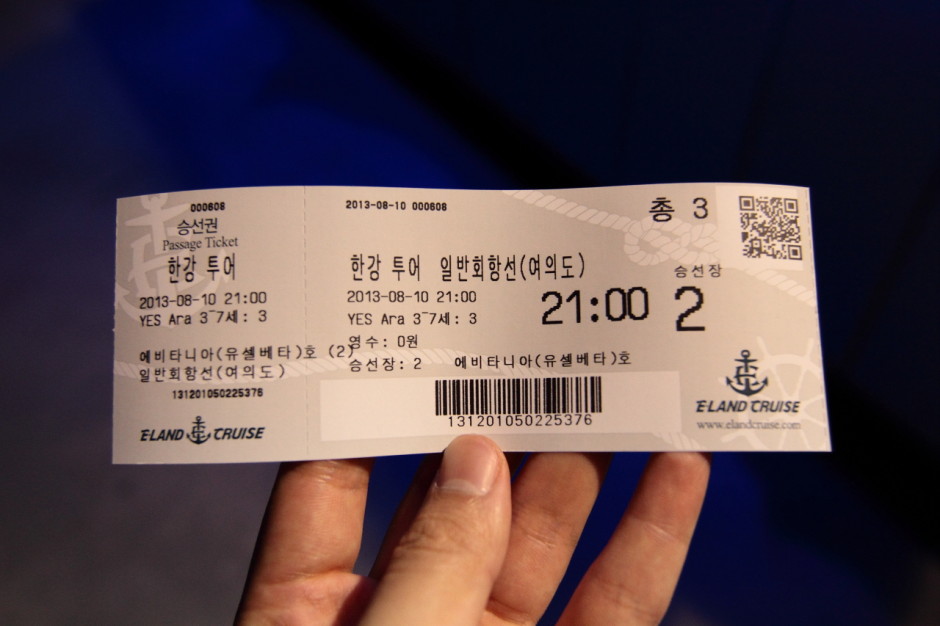 000606
승선권
Passage Ticket
한강 투어
2013-08-10 21:00
YES Ara 3~7세: 3
에비타니아(유셀베타)호 (2)
일반회항선(여의도)
131201050225376
ELAND CRUISE
2013-08-10 000606
총 3
한강 투어 일반회항선(여의도)
2013-08-10 21:00
YES Ara 3~7세: 3
영수: 0원
승선장: 2 에비타니아(유셀베타)호
21:00
승선장
2
131201050225376
ELAND CRUISE
www.elandcruise.com